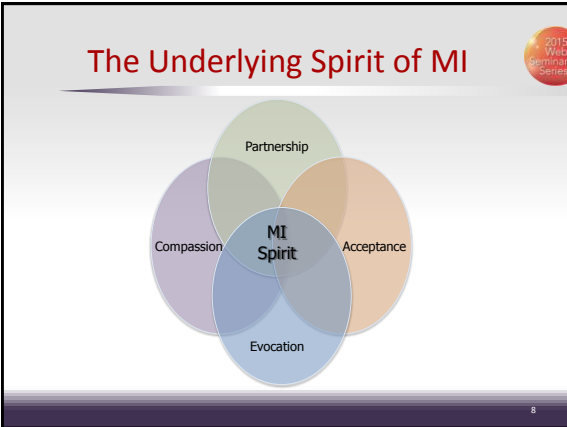 The Underlying Spirit of MI
2015
Web
Seminar
Series
Partnership
Compassion
MI
Spirit
Acceptance
Evocation
8